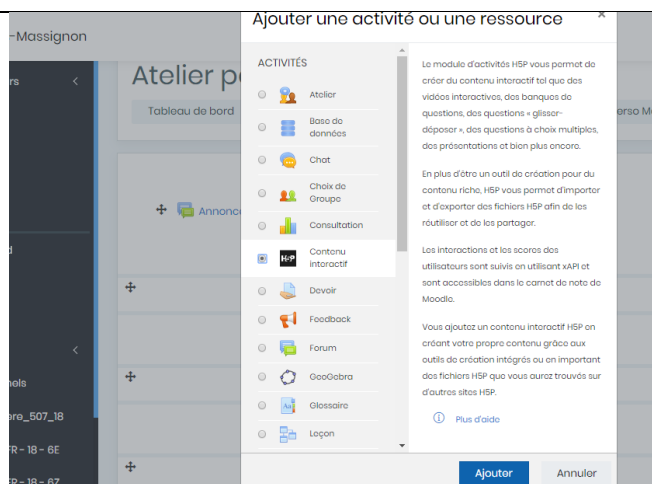 Ajouter une activité ou une ressource
×
-Massignon
rs
Atelier
Tableau de bord
Annonc
nels
ere_507_18
FR - 18 - 6E
FR - 18 - 67
ACTIVITÉS
Atelier
Base de
données
Chat
Choix de
Groupe
Consultation
H5P
Contenu
interactif
Devoir
Feedback
Forum
GeoGebra
Glossaire
Leçon
Le module d'activités H5P vous permet de
créer du contenu interactif tel que des
vidéos interactives, des banques de
questions, des questions « glisser-
déposer », des questions à choix multiples,
des présentations et bien plus encore.
En plus d'être un outil de création pour du
contenu riche, H5P vous permet d'importer
et d'exporter des fichiers H5P afin de les
réutiliser et de les partager.
Les interactions et les scores des
utilisateurs sont suivis en utilisant xAPI et
sont accessibles dans le carnet de note de
Moodle.
Vous ajoutez un contenu interactif H5P en
créant votre propre contenu grâce aux
outils de création intégrés ou en important
des fichiers H5P que vous aurez trouvés sur
d'autres sites H5P.
Plus d'aide
erso M
Ajouter
Annuler